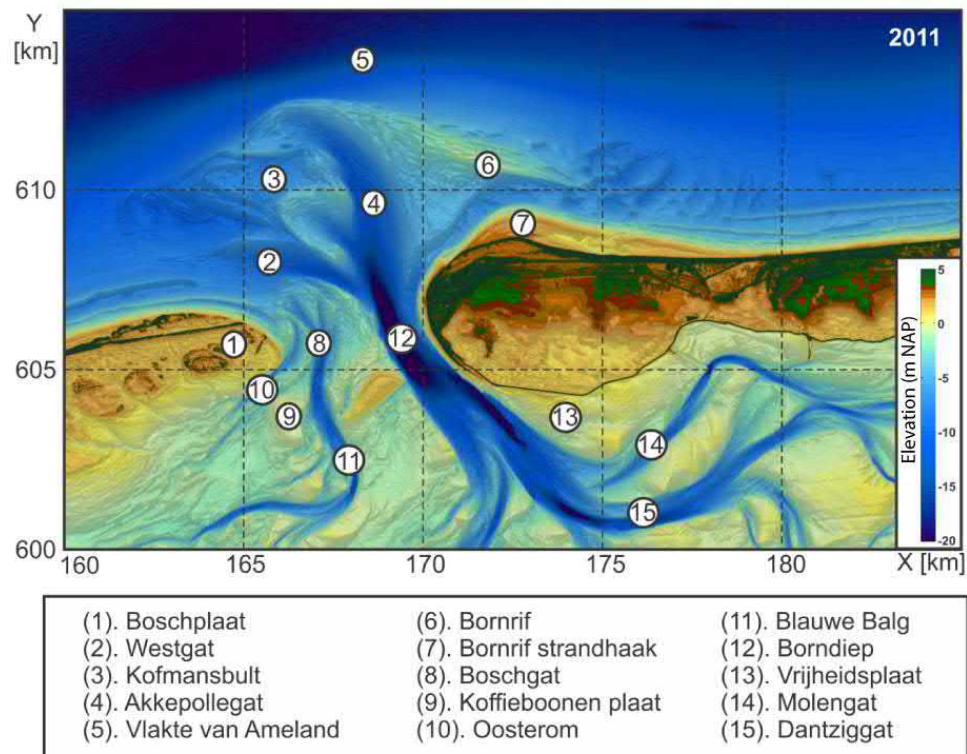 Y
[km]
2011
5
6
610
3
4
7
2
12
1
8
605
10
9
13
14
11
15
600
160
165
170
175
180
X [km]
Elevation (m NAP)
5
0
-5
-10
-15
-20
(1). Boschplaat
(2). Westgat
(3). Kofmansbult
(4). Akkepollegat
(5). Vlakte van Ameland
(6). Bornrif
(7). Bornrif strandhaak
(8). Boschgat
(9). Koffieboonen plaat
(10). Oosterom
(11). Blauwe Balg
(12). Borndiep
(13). Vrijheidsplaat
(14). Molengat
(15). Dantziggat